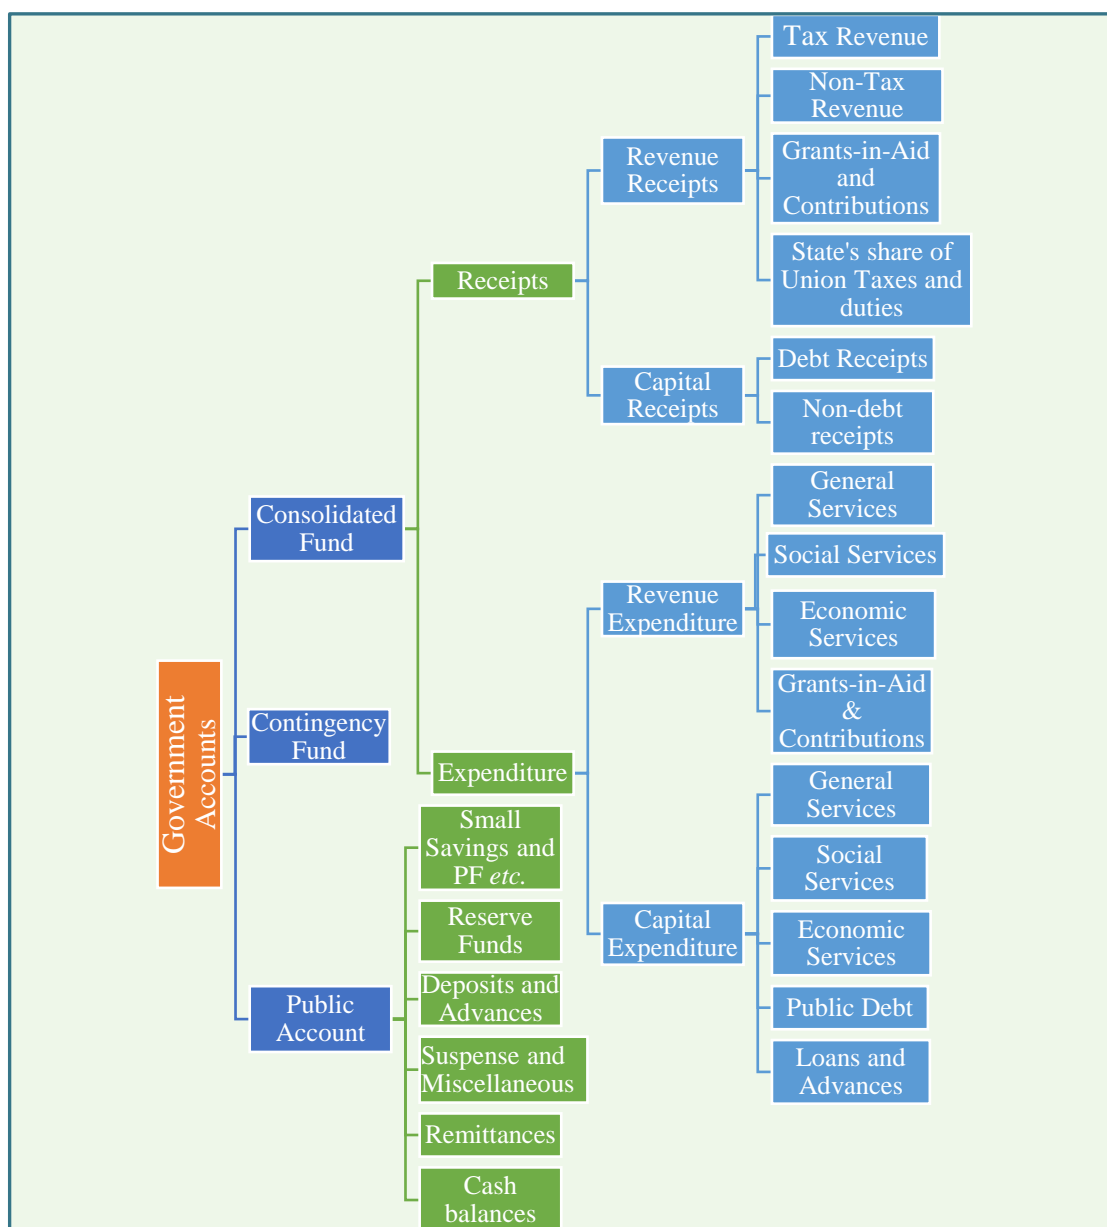 Government
Accounts
Consolidated
Fund
Contingency
Fund
Public
Account
Receipts
Expenditure
Small
Savings and
PF etc.
Reserve
Funds
Deposits and
Advances
Suspense and
Miscellaneous
Remittances
Cash
balances
Revenue
Receipts
Capital
Receipts
Revenue
Expenditure
Capital
Expenditure
Tax Revenue
Non-Tax
Revenue
Grants-in-Aid
and
Contributions
State's share of
Union Taxes and
duties
Debt Receipts
Non-debt
receipts
General
Services
Social Services
Economic
Services
Grants-in-Aid
&
Contributions
General
Services
Social
Services
Economic
Services
Public Debt
Loans and
Advances